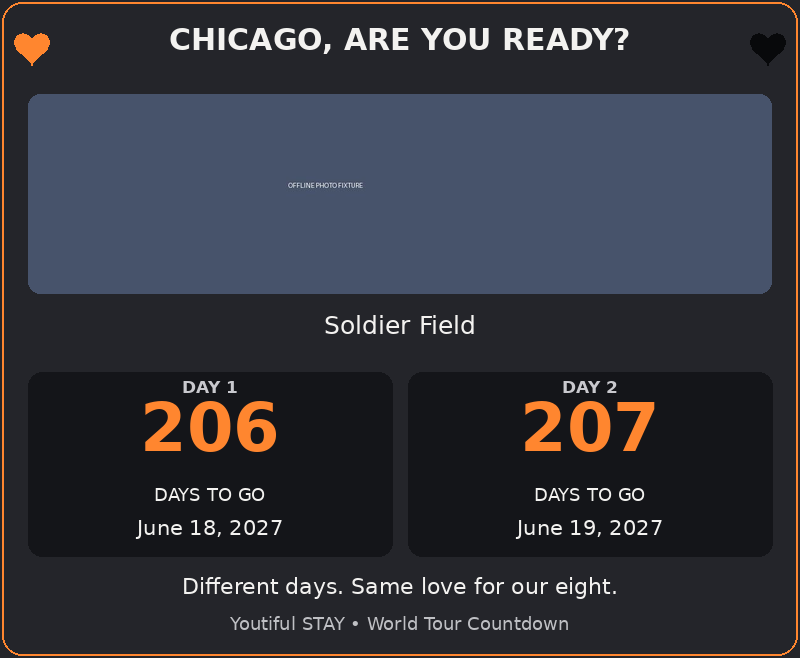 CHICAGO, ARE YOU READY?
OFFLINE PHOTO FIXTURE
Soldier Field
DAY 1
206
DAYS TO GO
June 18, 2027
DAY 2
207
DAYS TO GO
June 19, 2027
Different days. Same love for our eight.
Youtiful STAY • World Tour Countdown